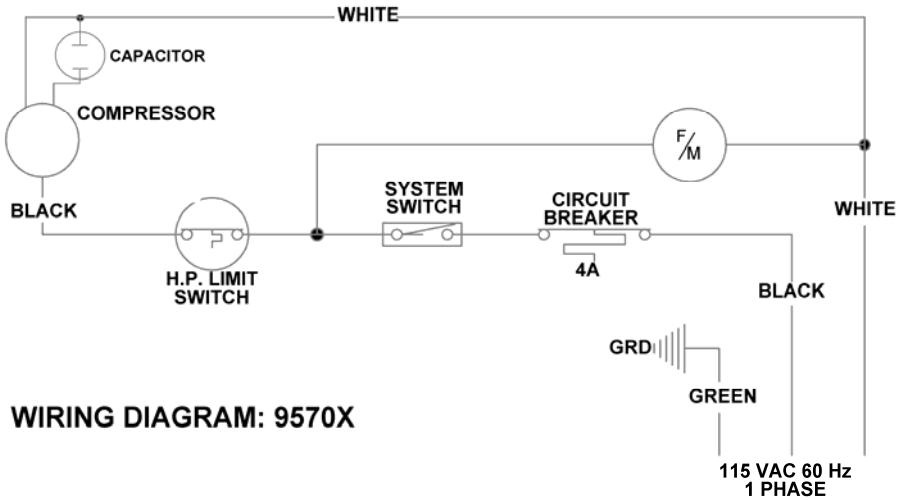 WHITE
CAPACITOR
COMPRESSOR
F/M
BLACK
SYSTEM
SWITCH
CIRCUIT
BREAKER
WHITE
4A
H.P. LIMIT
SWITCH
BLACK
GRD
GREEN
WIRING DIAGRAM: 9570X
115 VAC 60 Hz
1 PHASE